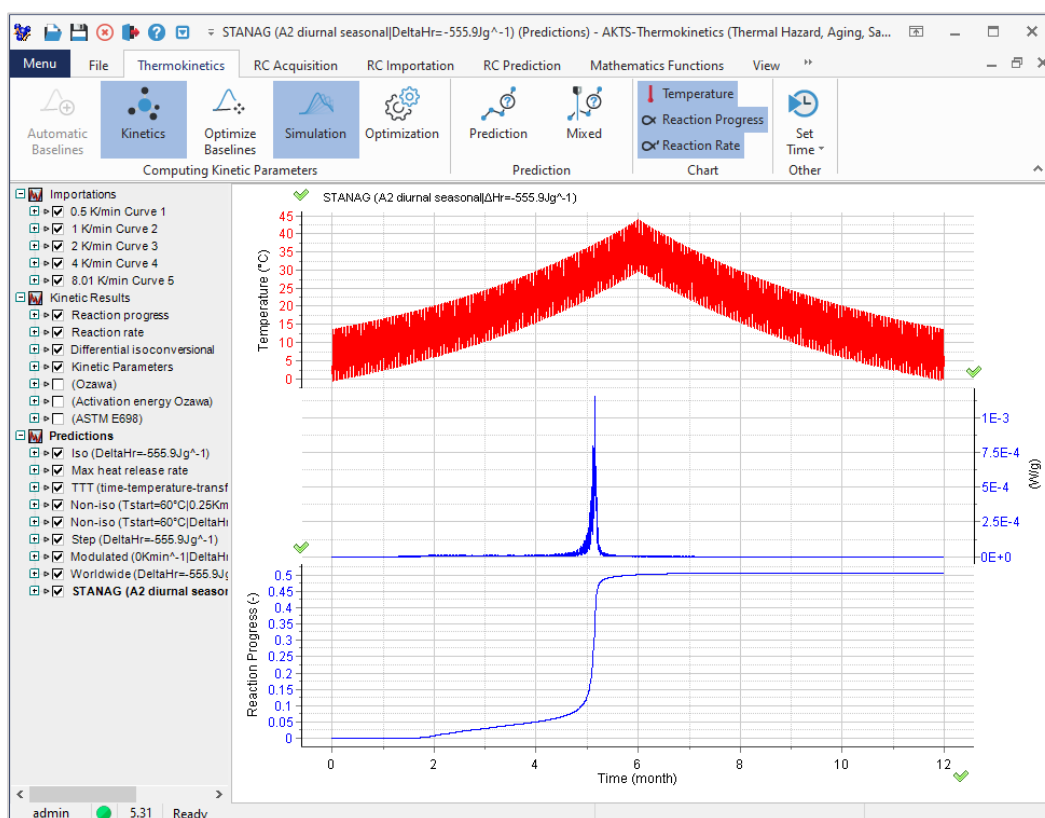 STANAG (A2 diurnal seasonal|DeltaHr=-555.9Jg^-1) (Predictions) - AKTS-Thermokinetics (Thermal Hazard, Aging, Sa...
Menu File Thermokinetics RC Acquisition RC Importation RC Prediction Mathematics Functions View
Automatic Baselines
Kinetics
Optimize Baselines
Simulation
Optimization
Prediction
Mixed
Temperature
α Reaction Progress
α' Reaction Rate
Set Time
Computing Kinetic Parameters Prediction Chart Other
Importations
0.5 K/min Curve 1
1 K/min Curve 2
2 K/min Curve 3
4 K/min Curve 4
8.01 K/min Curve 5
Kinetic Results
Reaction progress
Reaction rate
Differential isoconversional
Kinetic Parameters
(Ozawa)
(Activation energy Ozawa)
(ASTM E698)
Predictions
Iso (DeltaHr=-555.9Jg^-1)
Max heat release rate
TTT (time-temperature-transf
Non-iso (Tstart=60°C|0.25Km
Non-iso (Tstart=60°C|DeltaHr
Step (DeltaHr=-555.9Jg^-1)
Modulated (0Kmin^-1|DeltaHr
Worldwide (DeltaHr=-555.9Jg
STANAG (A2 diurnal season
STANAG (A2 diurnal seasonal|ΔHr=-555.9Jg^-1)
Temperature (°C)
45
40
35
30
25
20
15
10
5
0
1E-3
7.5E-4
5E-4
2.5E-4
0E+0
(W/g)
Reaction Progress (-)
0.5
0.45
0.4
0.35
0.3
0.25
0.2
0.15
0.1
0.05
0
0 2 4 6 8 10 12
Time (month)
admin 5.31 Ready